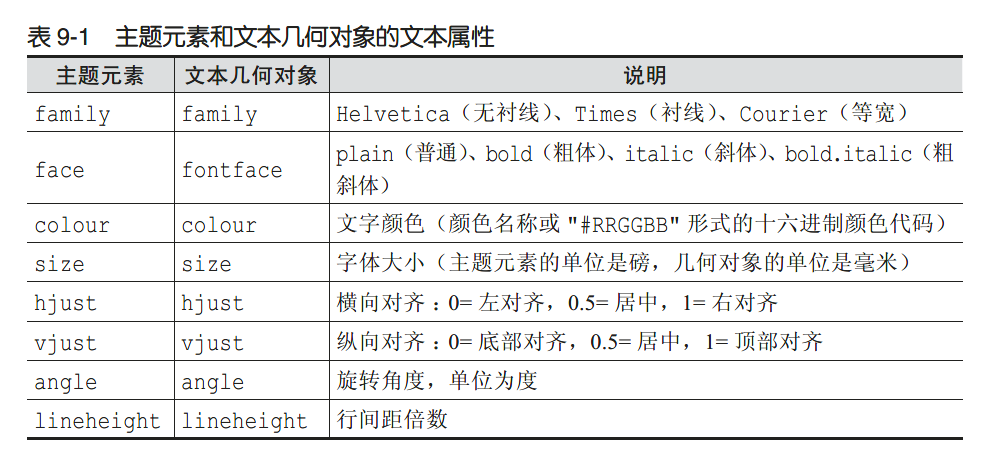 表 9-1 主题元素和文本几何对象的文本属性
主题元素 文本几何对象 说明
family family Helvetica（无衬线）、Times（衬线）、Courier（等宽）
face fontface plain（普通）、bold（粗体）、italic（斜体）、bold.italic（粗
斜体）
colour colour 文字颜色（颜色名称或 "#RRGGBB" 形式的十六进制颜色代码）
size size 字体大小（主题元素的单位是磅，几何对象的单位是毫米）
hjust hjust 横向对齐：0= 左对齐，0.5= 居中，1= 右对齐
vjust vjust 纵向对齐：0= 底部对齐，0.5= 居中，1= 顶部对齐
angle angle 旋转角度，单位为度
lineheight lineheight 行间距倍数